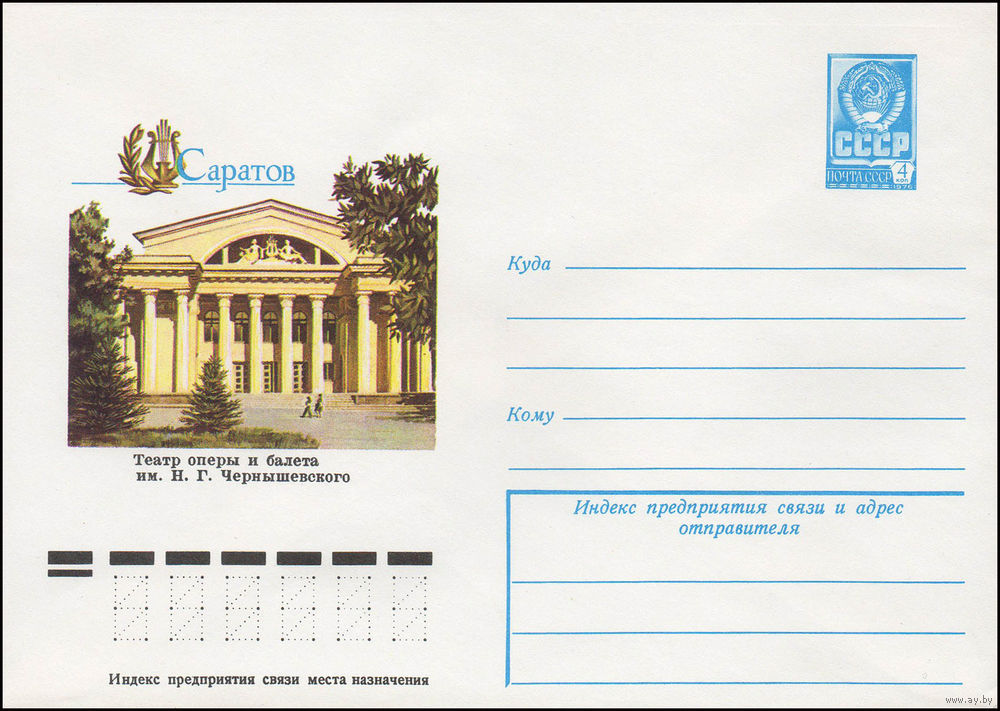 Саратов
Театр оперы и балета
им. Н. Г. Чернышевского
Индекс предприятия связи места назначения
СССР
ПОЧТА СССР
4
КОП
1976
Куда
Кому
Индекс предприятия связи и адрес
отправителя
www.ay.by